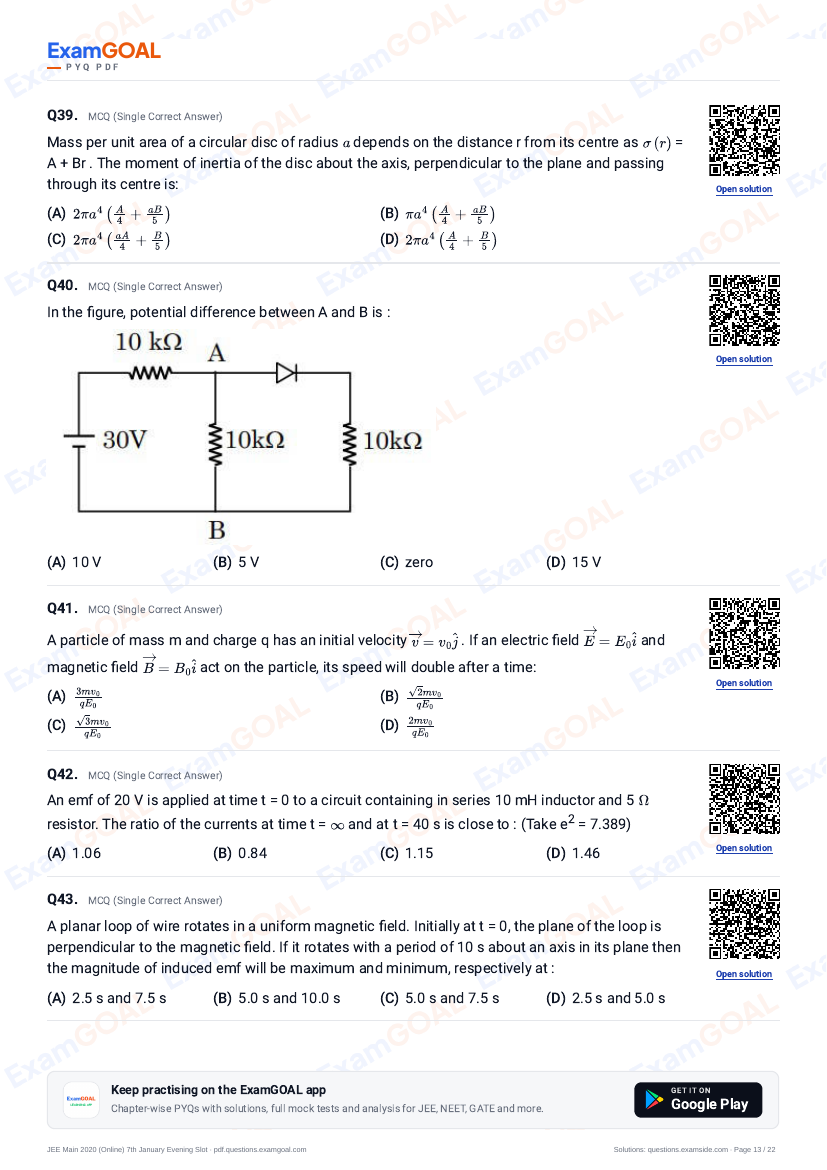 ExamGOAL
PYQ PDF
Q39. MCQ (Single Correct Answer)
Mass per unit area of a circular disc of radius a depends on the distance r from its centre as σ (r) =
A + Br . The moment of inertia of the disc about the axis, perpendicular to the plane and passing
through its centre is:
Open solution
(A) 2πa⁴ (A/4 + aB/5) (B) πa⁴ (A/4 + aB/5)
(C) 2πa⁴ (aA/4 + B/5) (D) 2πa⁴ (A/4 + B/5)
Q40. MCQ (Single Correct Answer)
In the figure, potential difference between A and B is :
Open solution
10 kΩ
A
30V
10kΩ
10kΩ
B
(A) 10 V (B) 5 V (C) zero (D) 15 V
Q41. MCQ (Single Correct Answer)
A particle of mass m and charge q has an initial velocity v⃗ = v₀ĵ . If an electric field E⃗ = E₀î and
magnetic field B⃗ = B₀î act on the particle, its speed will double after a time:
Open solution
(A) 3mv₀/qE₀ (B) √2mv₀/qE₀
(C) √3mv₀/qE₀ (D) 2mv₀/qE₀
Q42. MCQ (Single Correct Answer)
An emf of 20 V is applied at time t = 0 to a circuit containing in series 10 mH inductor and 5 Ω
resistor. The ratio of the currents at time t = ∞ and at t = 40 s is close to : (Take e² = 7.389)
Open solution
(A) 1.06 (B) 0.84 (C) 1.15 (D) 1.46
Q43. MCQ (Single Correct Answer)
A planar loop of wire rotates in a uniform magnetic field. Initially at t = 0, the plane of the loop is
perpendicular to the magnetic field. If it rotates with a period of 10 s about an axis in its plane then
the magnitude of induced emf will be maximum and minimum, respectively at :
Open solution
(A) 2.5 s and 7.5 s (B) 5.0 s and 10.0 s (C) 5.0 s and 7.5 s (D) 2.5 s and 5.0 s
ExamGOAL
Keep practising on the ExamGOAL app
Chapter-wise PYQs with solutions, full mock tests and analysis for JEE, NEET, GATE and more.
GET IT ON
Google Play
JEE Main 2020 (Online) 7th January Evening Slot · pdf.questions.examgoal.com
Solutions: questions.examside.com · Page 13 / 22